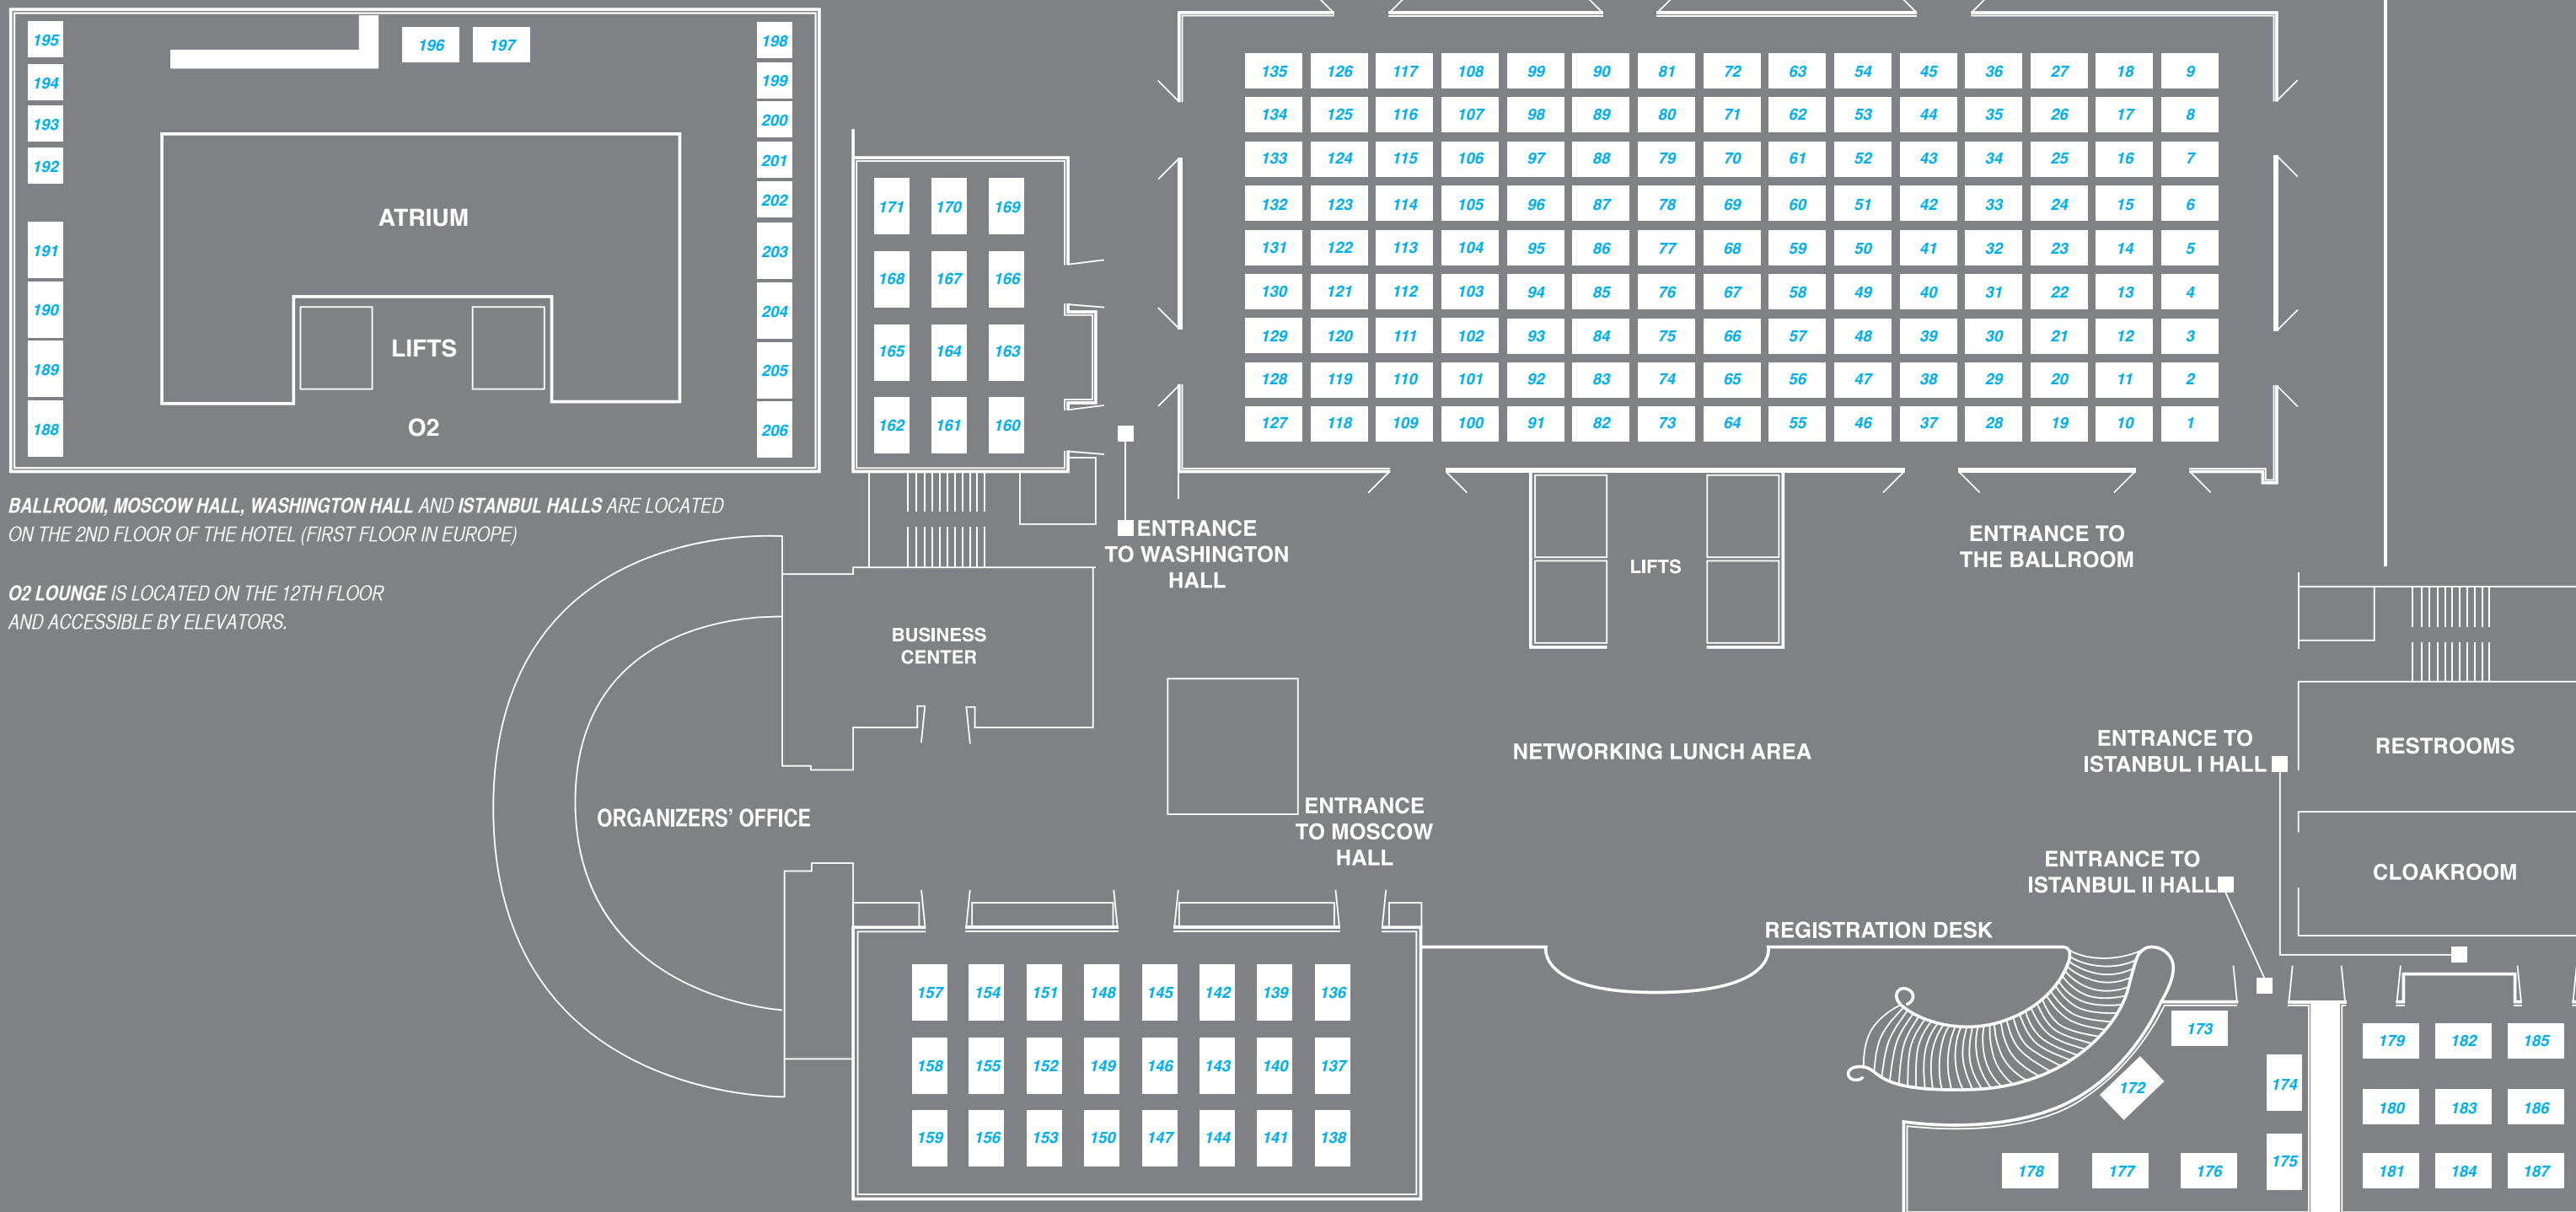 195 196 197 198
194 199
193 200
192 201
202
191 203
190 204
189 205
188 206
ATRIUM
LIFTS
O2
171 170 169
168 167 166
165 164 163
162 161 160
135 126 117 108 99 90 81 72 63 54 45 36 27 18 9
134 125 116 107 98 89 80 71 62 53 44 35 26 17 8
133 124 115 106 97 88 79 70 61 52 43 34 25 16 7
132 123 114 105 96 87 78 69 60 51 42 33 24 15 6
131 122 113 104 95 86 77 68 59 50 41 32 23 14 5
130 121 112 103 94 85 76 67 58 49 40 31 22 13 4
129 120 111 102 93 84 75 66 57 48 39 30 21 12 3
128 119 110 101 92 83 74 65 56 47 38 29 20 11 2
127 118 109 100 91 82 73 64 55 46 37 28 19 10 1
BALLROOM, MOSCOW HALL, WASHINGTON HALL AND ISTANBUL HALLS ARE LOCATED
ON THE 2ND FLOOR OF THE HOTEL (FIRST FLOOR IN EUROPE)
O2 LOUNGE IS LOCATED ON THE 12TH FLOOR
AND ACCESSIBLE BY ELEVATORS.
ENTRANCE
TO WASHINGTON
HALL
LIFTS
ENTRANCE TO
THE BALLROOM
BUSINESS
CENTER
NETWORKING LUNCH AREA
ENTRANCE TO
ISTANBUL I HALL
RESTROOMS
ORGANIZERS' OFFICE
ENTRANCE
TO MOSCOW
HALL
ENTRANCE TO
ISTANBUL II HALL
CLOAKROOM
REGISTRATION DESK
157 154 151 148 145 142 139 136
158 155 152 149 146 143 140 137
159 156 153 150 147 144 141 138
173
172
174
175
178 177 176
179 182 185
180 183 186
181 184 187